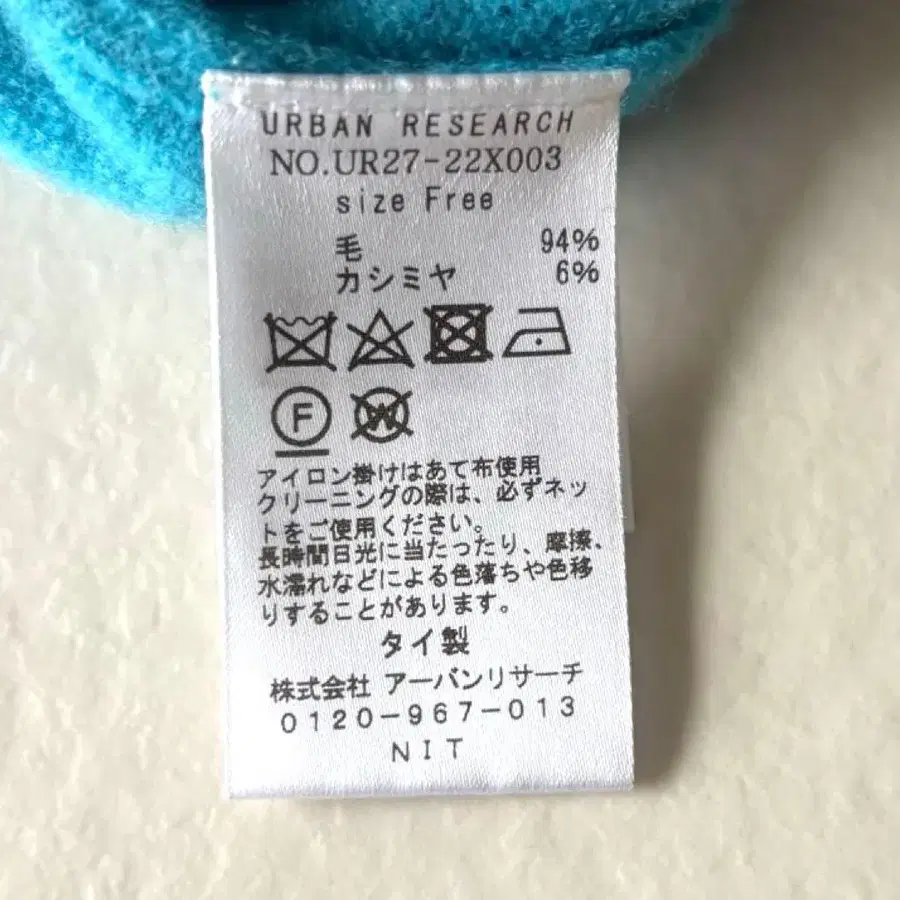 URBAN RESEARCH
NO.UR27-22X003
size Free
毛 94%
カシミヤ 6%
F W
アイロン掛けはあて布使用
クリーニングの際は、必ずネッ
トをご使用ください。
長時間日光に当たったり、摩擦、
水濡れなどによる色落ちや色移
りすることがあります。
タイ製
株式会社 アーバンリサーチ
0120-967-013
NIT